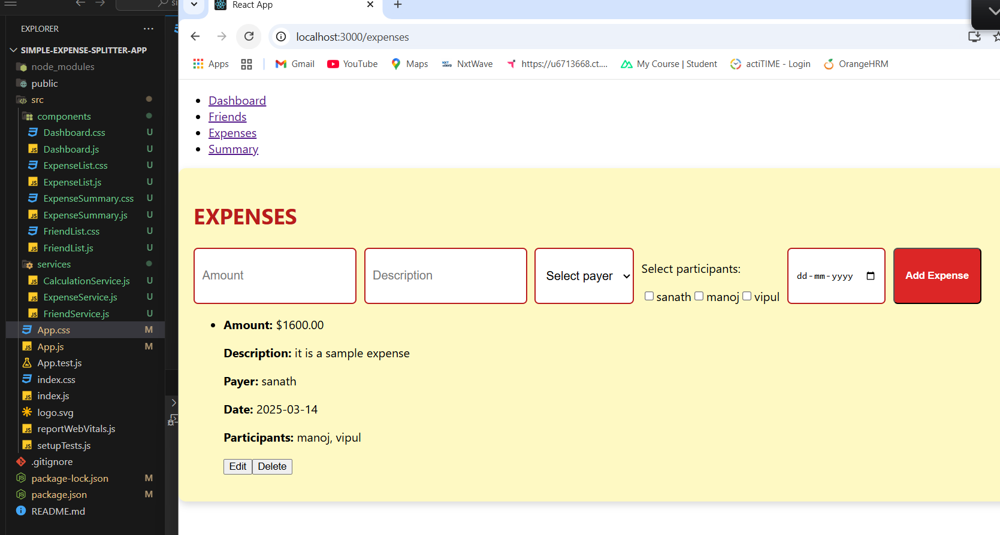 EXPLORER
SIMPLE-EXPENSE-SPLITTER-APP
node_modules
public
src
components
Dashboard.css U
Dashboard.js U
ExpenseList.css U
ExpenseList.js U
ExpenseSummary.css U
ExpenseSummary.js U
FriendList.css U
FriendList.js U
services
CalculationService.js U
ExpenseService.js U
FriendService.js U
App.css M
App.js M
App.test.js
index.css
index.js
logo.svg
reportWebVitals.js
setupTests.js
.gitignore
package-lock.json M
package.json M
README.md
si
React App
localhost:3000/expenses
Apps Gmail YouTube Maps NxtWave https://u6713668.ct.... My Course | Student actiTIME - Login OrangeHRM
Dashboard
Friends
Expenses
Summary
EXPENSES
Amount Description Select payer Select participants: dd-mm-yyyy Add Expense
sanath manoj vipul
Amount: $1600.00
Description: it is a sample expense
Payer: sanath
Date: 2025-03-14
Participants: manoj, vipul
Edit Delete